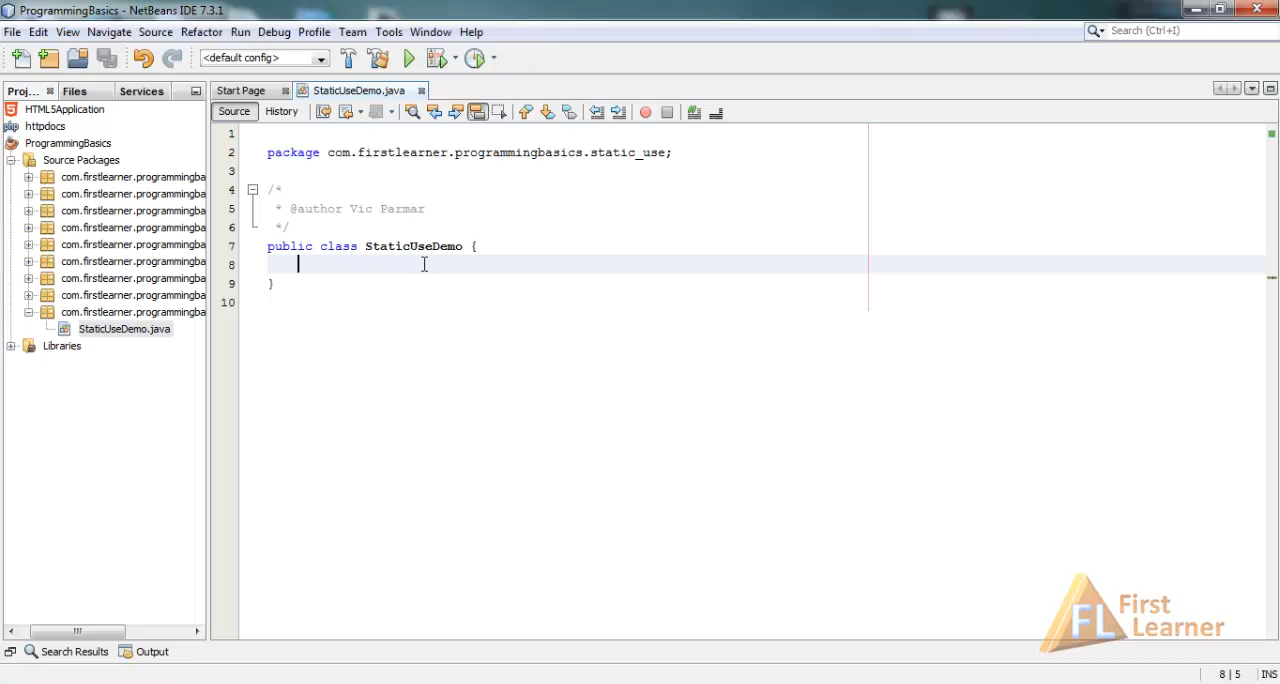 ProgrammingBasics - NetBeans IDE 7.3.1
File Edit View Navigate Source Refactor Run Debug Profile Team Tools Window Help
Search (Ctrl+I)
<default config>
Proj... Files Services
Start Page StaticUseDemo.java
Source History
HTML5Application
httpdocs
ProgrammingBasics
Source Packages
com.firstlearner.programmingba
com.firstlearner.programmingba
com.firstlearner.programmingba
com.firstlearner.programmingba
com.firstlearner.programmingba
com.firstlearner.programmingba
com.firstlearner.programmingba
com.firstlearner.programmingba
com.firstlearner.programmingba
StaticUseDemo.java
Libraries
1
2 package com.firstlearner.programmingbasics.static_use;
3
4 /*
5 * @author Vic Parmar
6 */
7 public class StaticUseDemo {
8
9 }
10
FL First
Learner
Search Results Output
8 | 5 INS